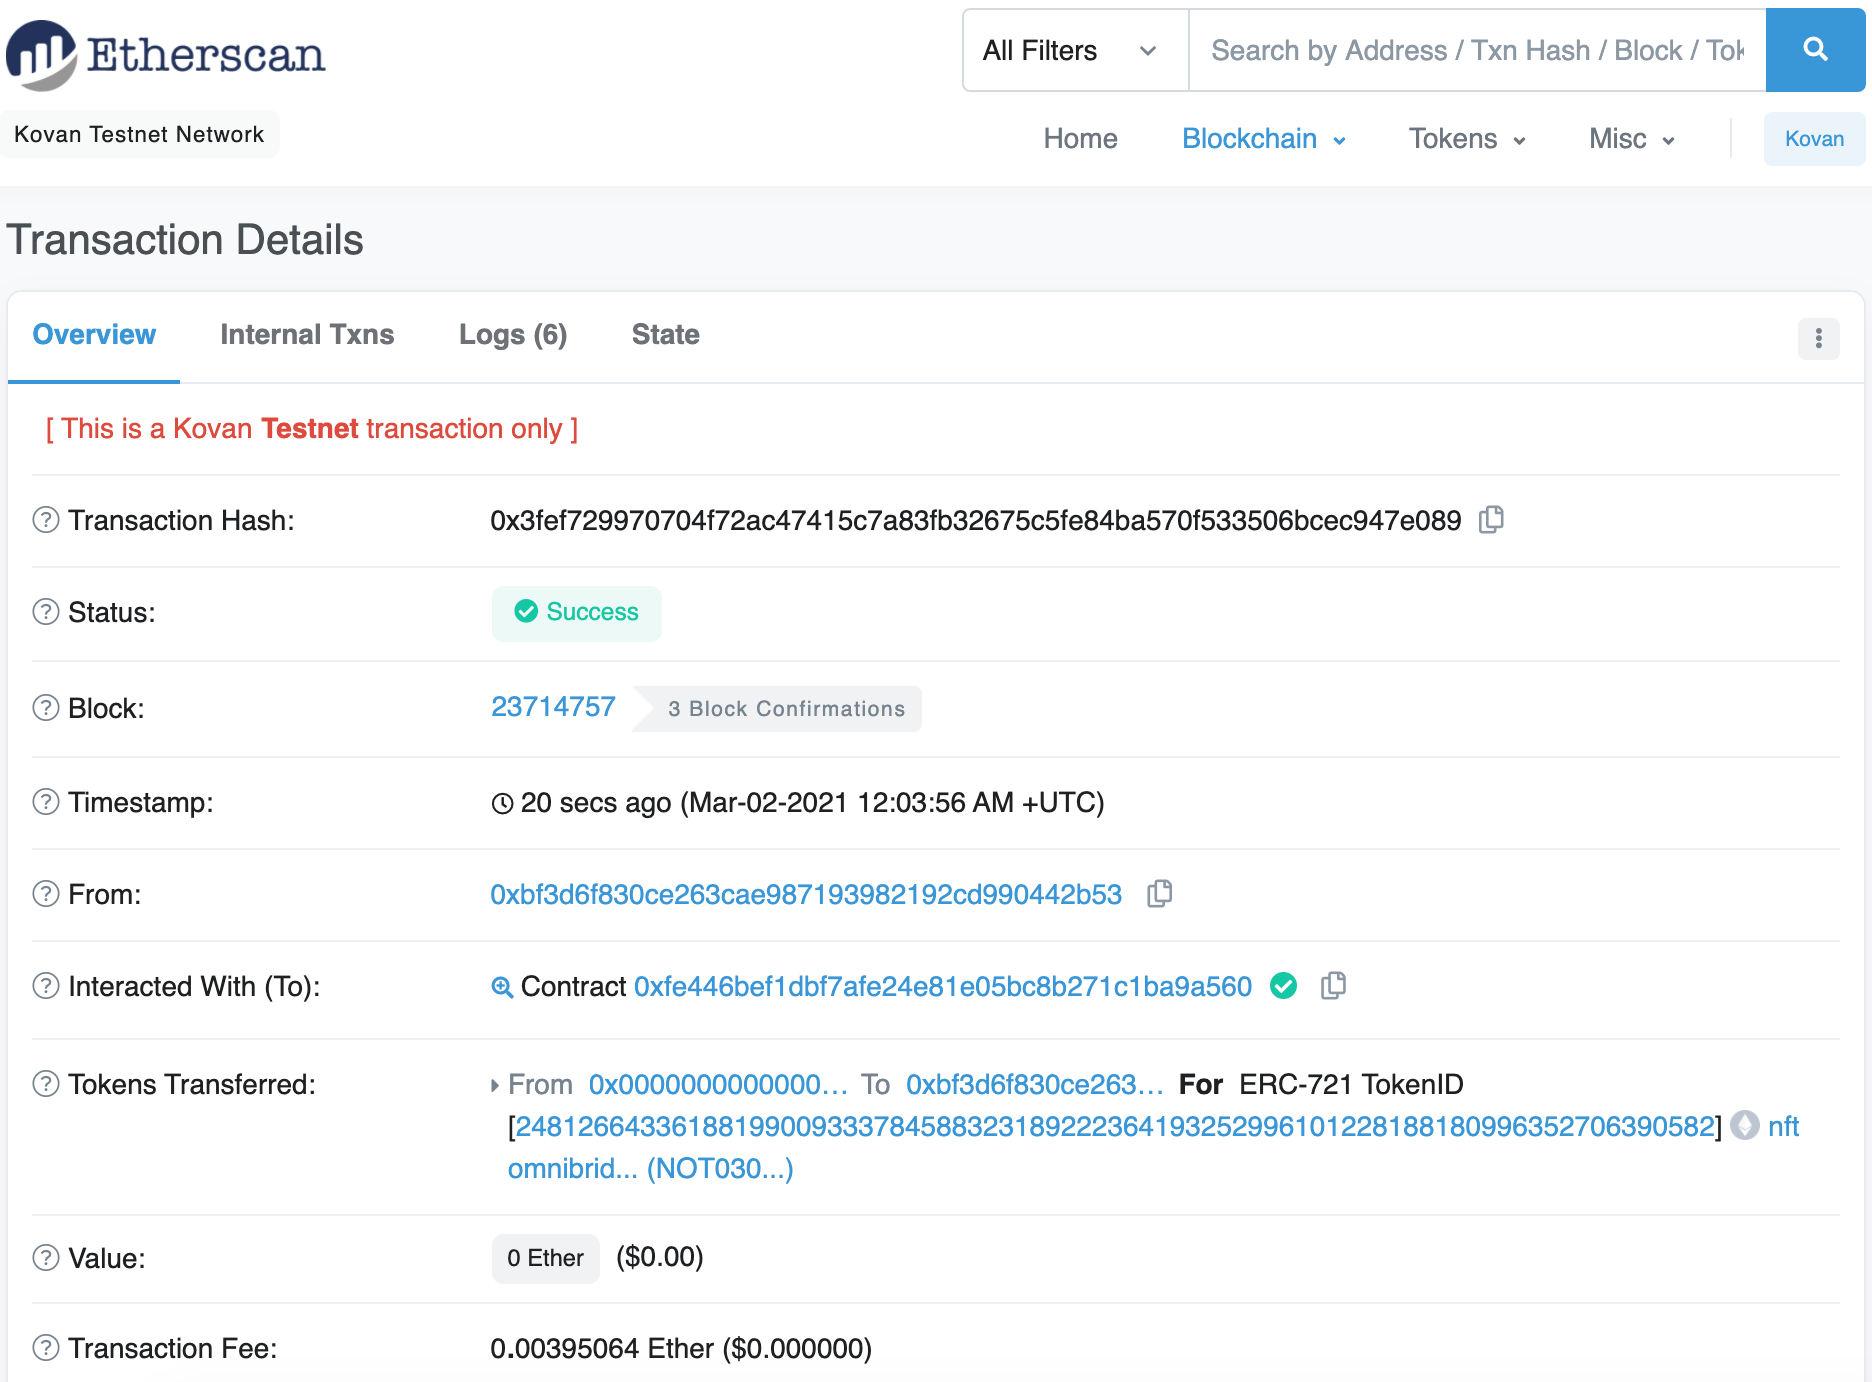 Etherscan
All Filters
Search by Address / Txn Hash / Block / Tok
Kovan Testnet Network
Home Blockchain Tokens Misc Kovan
Transaction Details
Overview Internal Txns Logs (6) State
[ This is a Kovan Testnet transaction only ]
Transaction Hash: 0x3fef729970704f72ac47415c7a83fb32675c5fe84ba570f533506bcec947e089
Status: Success
Block: 23714757 3 Block Confirmations
Timestamp: 20 secs ago (Mar-02-2021 12:03:56 AM +UTC)
From: 0xbf3d6f830ce263cae987193982192cd990442b53
Interacted With (To): Contract 0xfe446bef1dbf7afe24e81e05bc8b271c1ba9a560
Tokens Transferred: From 0x0000000000000... To 0xbf3d6f830ce263... For ERC-721 TokenID
[24812664336188199009333784588323189222364193252996101228188180996352706390582] nft
omnibrid... (NOT030...)
Value: 0 Ether ($0.00)
Transaction Fee: 0.00395064 Ether ($0.000000)